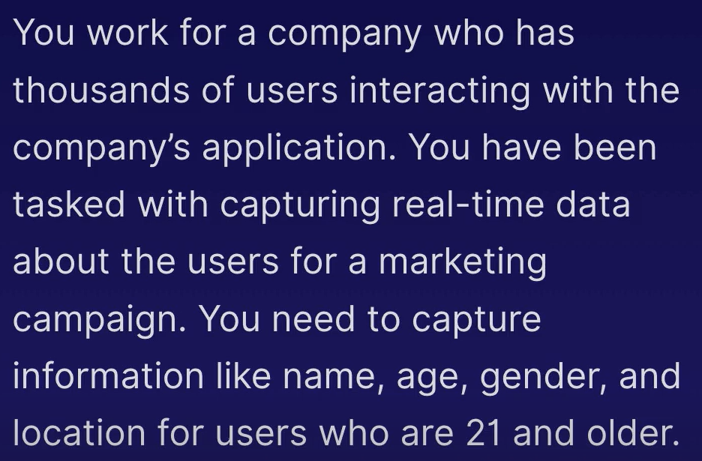 You work for a company who has
thousands of users interacting with the
company’s application. You have been
tasked with capturing real-time data
about the users for a marketing
campaign. You need to capture
information like name, age, gender, and
location for users who are 21 and older.